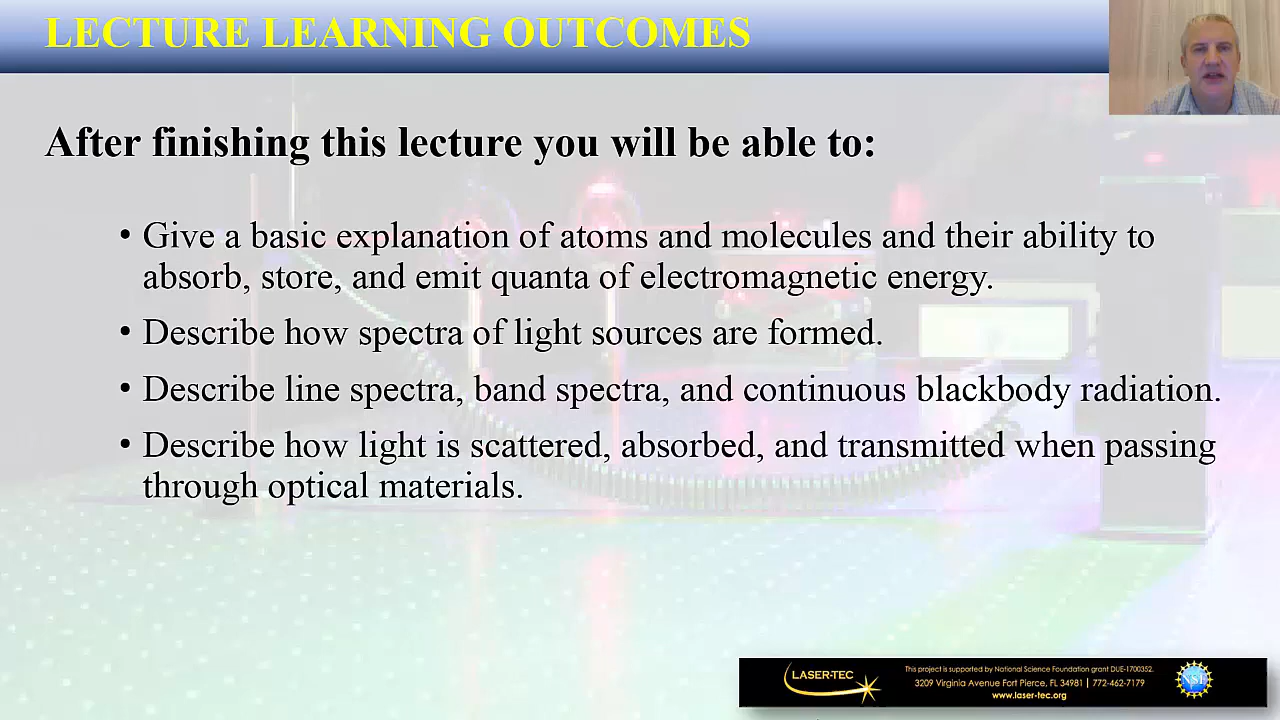 LECTURE LEARNING OUTCOMES
After finishing this lecture you will be able to:
• Give a basic explanation of atoms and molecules and their ability to
absorb, store, and emit quanta of electromagnetic energy.
• Describe how spectra of light sources are formed.
• Describe line spectra, band spectra, and continuous blackbody radiation.
• Describe how light is scattered, absorbed, and transmitted when passing
through optical materials.
LASER-TEC
This project is supported by National Science Foundation grant DUE-1700352.
3209 Virginia Avenue Fort Pierce, FL 34981 | 772-462-7179
www.laser-tec.org
NSF